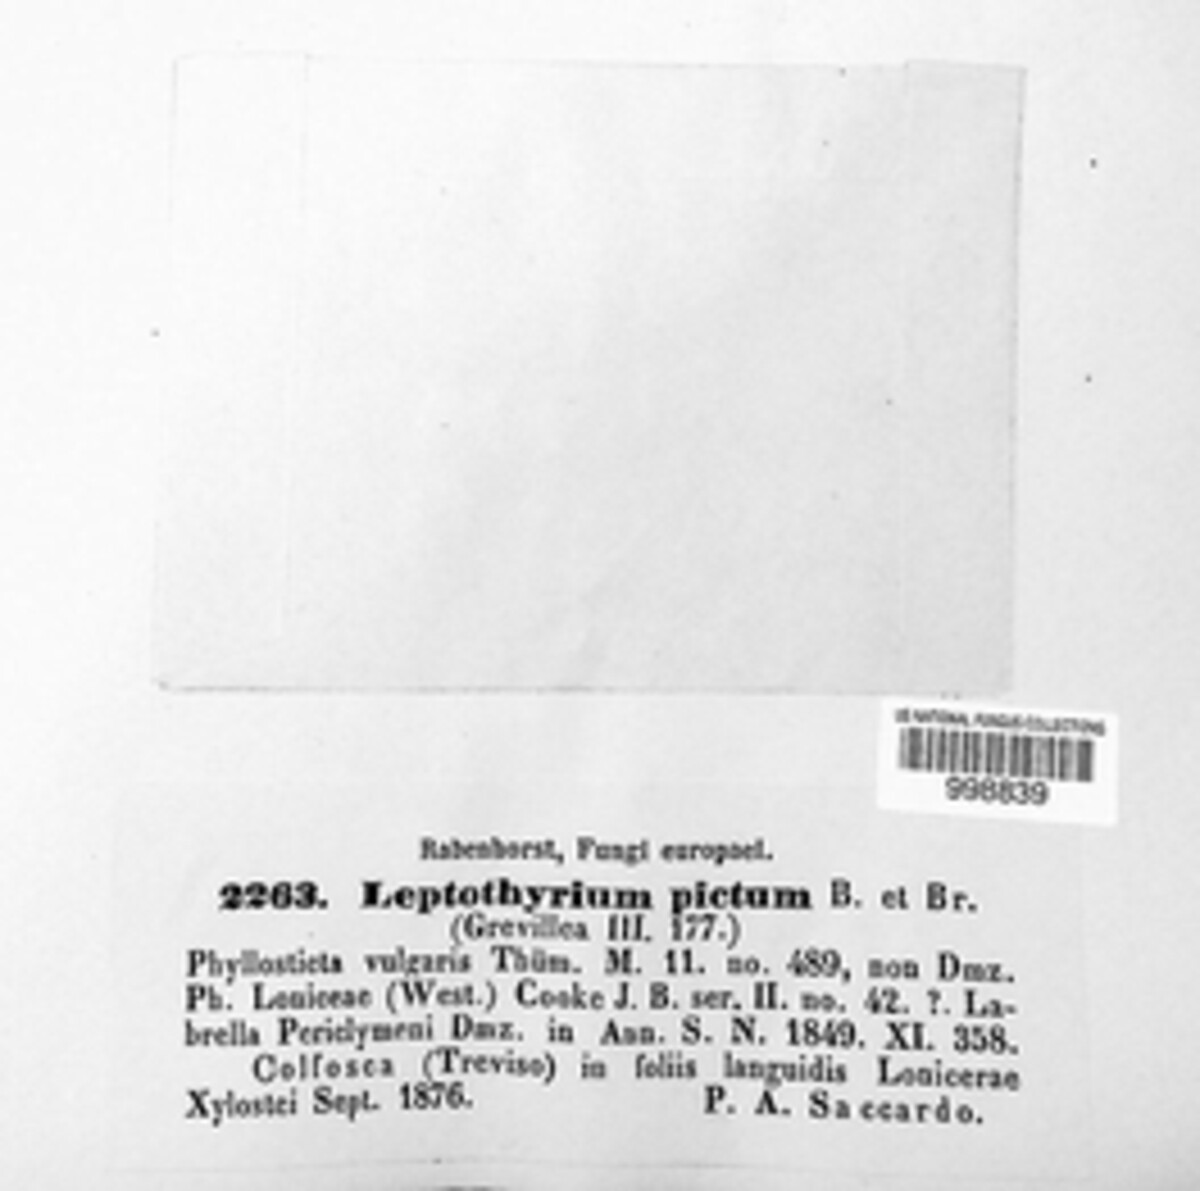 US NATIONAL FUNGUS COLLECTIONS
998839
Rabenhorst, Fungi europaei.
2263. Leptothyrium pictum B. et Br.
(Grevillea III. 177.)
Phyllosticta vulgaris Thüm. M. 11. no. 489, non Dmz.
Ph. Loniceae (West.) Cooke J. B. ser. II. no. 42. ?. La-
brella Periclymeni Dmz. in Ann. S. N. 1849. XI. 358.
Colfosca (Treviso) in foliis languidis Lonicerae
Xylostei Sept. 1876. P. A. Saccardo.